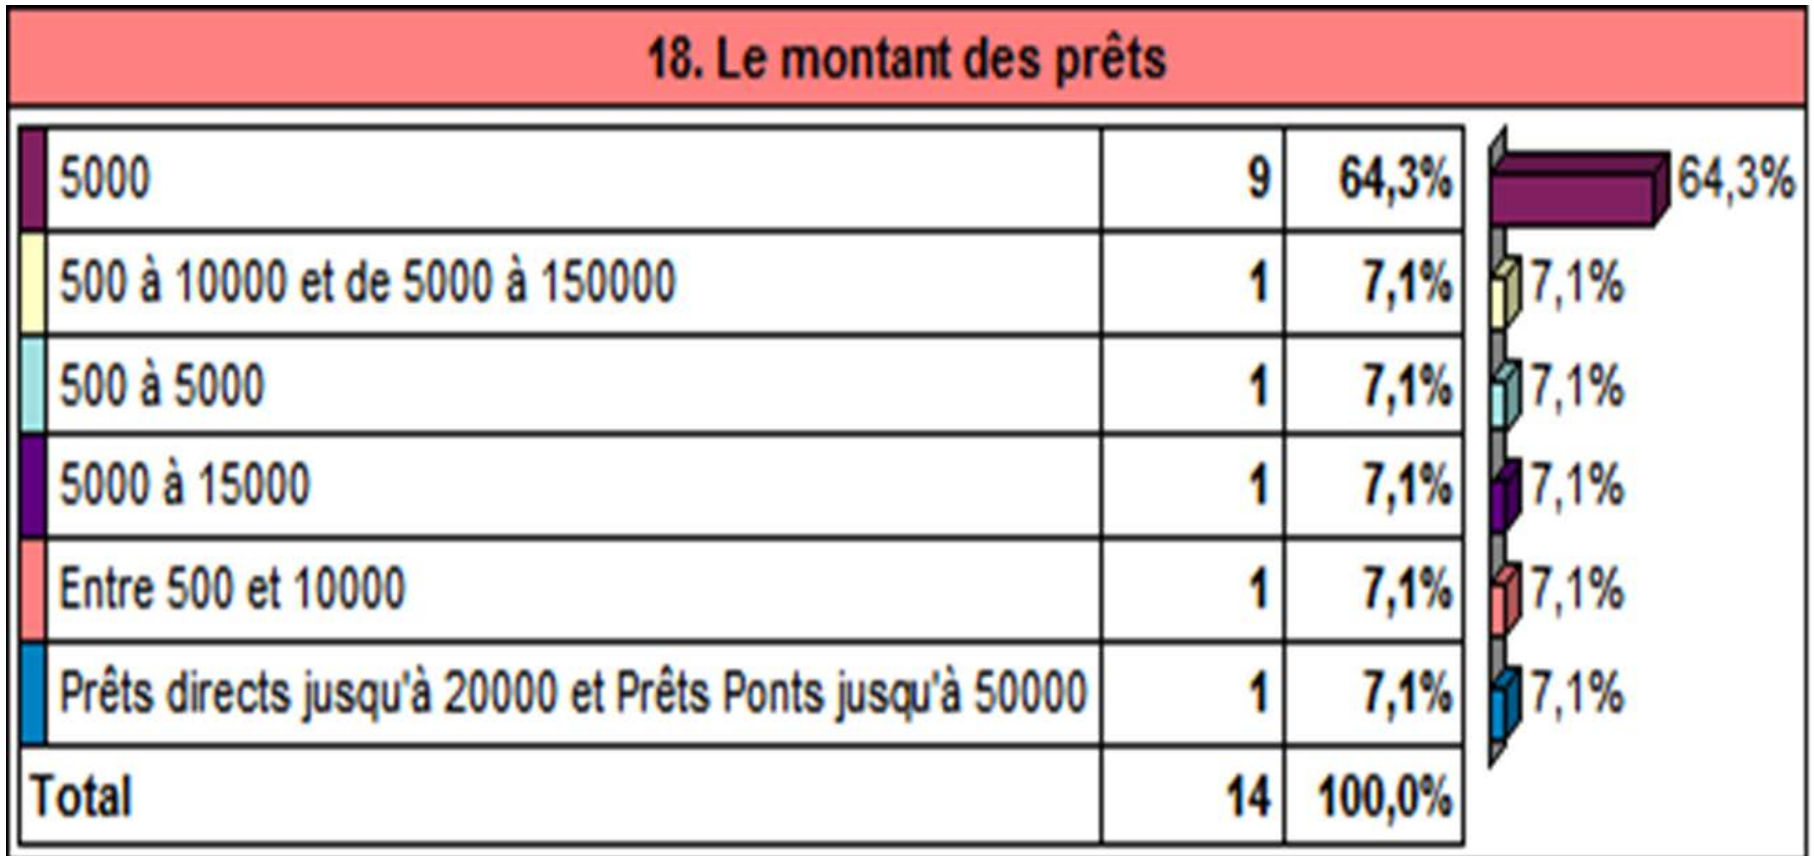 18. Le montant des prêts
5000 9 64,3% 64,3%
500 à 10000 et de 5000 à 150000 1 7,1% 7,1%
500 à 5000 1 7,1% 7,1%
5000 à 15000 1 7,1% 7,1%
Entre 500 et 10000 1 7,1% 7,1%
Prêts directs jusqu'à 20000 et Prêts Ponts jusqu'à 50000 1 7,1% 7,1%
Total 14 100,0%